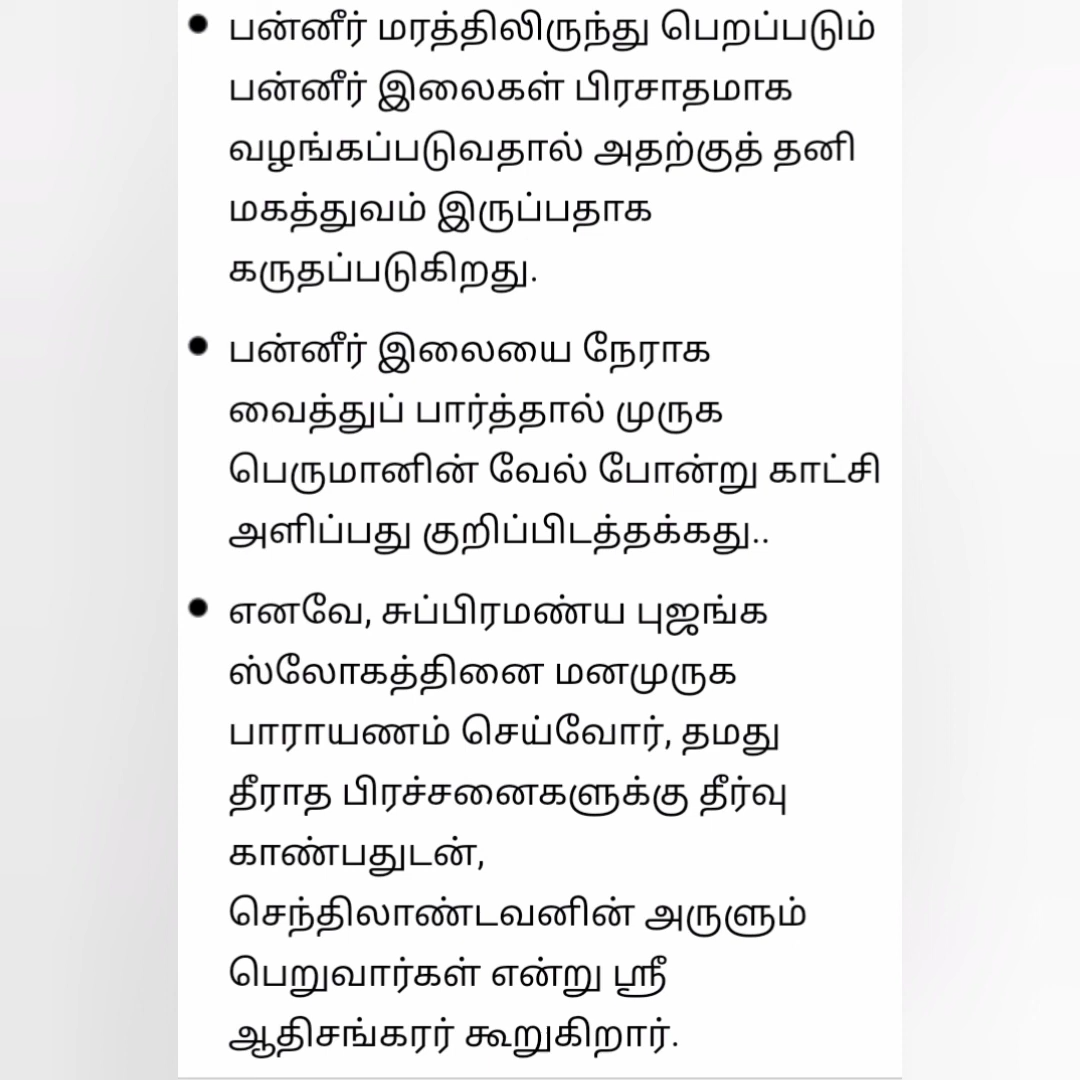 ● பன்னீர் மரத்திலிருந்து பெறப்படும்
பன்னீர் இலைகள் பிரசாதமாக
வழங்கப்படுவதால் அதற்குத் தனி
மகத்துவம் இருப்பதாக
கருதப்படுகிறது.
● பன்னீர் இலையை நேராக
வைத்துப் பார்த்தால் முருக
பெருமானின் வேல் போன்று காட்சி
அளிப்பது குறிப்பிடத்தக்கது..
● எனவே, சுப்பிரமண்ய புஜங்க
ஸ்லோகத்தினை மனமுருக
பாராயணம் செய்வோர், தமது
தீராத பிரச்சனைகளுக்கு தீர்வு
காண்பதுடன்,
செந்திலாண்டவனின் அருளும்
பெறுவார்கள் என்று ஸ்ரீ
ஆதிசங்கரர் கூறுகிறார்.